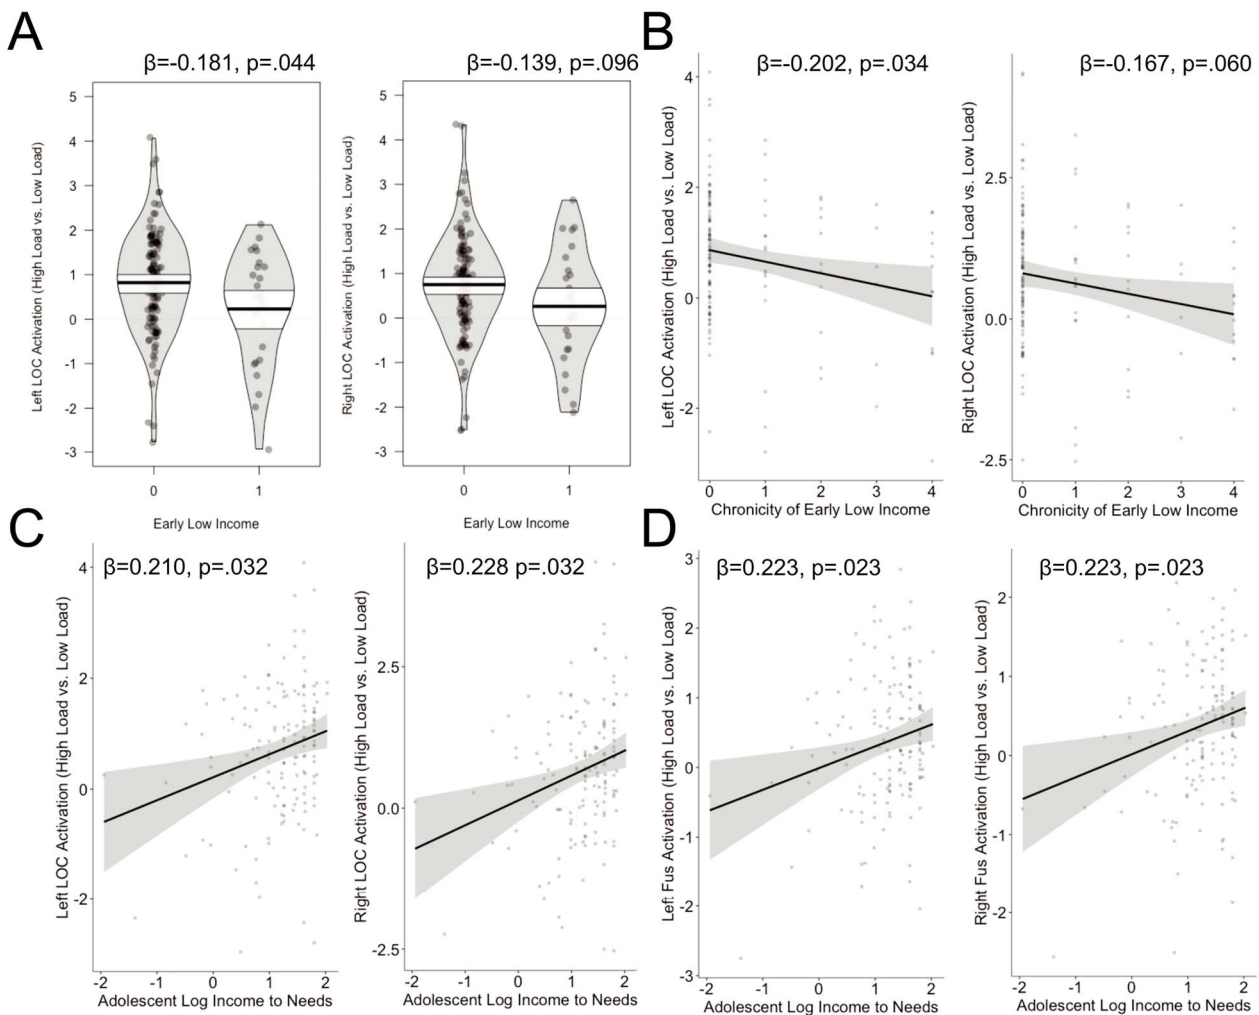 A
β=-0.181, p=.044
Left LOC Activation (High Load vs. Low Load)
5
4
3
2
1
0
-1
-2
-3
0
1
Early Low Income
β=-0.139, p=.096
Right LOC Activation (High Load vs. Low Load)
5
4
3
2
1
0
-1
-2
-3
0
1
Early Low Income
B
β=-0.202, p=.034
Left LOC Activation (High Load vs. Low Load)
4
2
0
-2
0
1
2
3
4
Chronicity of Early Low Income
β=-0.167, p=.060
Right LOC Activation (High Load vs. Low Load)
2.5
0.0
-2.5
0
1
2
3
4
Chronicity of Early Low Income
C
β=0.210, p=.032
Left LOC Activation (High Load vs. Low Load)
4
2
0
-2
-2
-1
0
1
2
Adolescent Log Income to Needs
β=0.228 p=.032
Right LOC Activation (High Load vs. Low Load)
2.5
0.0
-2.5
-2
-1
0
1
2
Adolescent Log Income to Needs
D
β=0.223, p=.023
Left Fus Activation (High Load vs. Low Load)
3
2
1
0
-1
-2
-3
-2
-1
0
1
2
Adolescent Log Income to Needs
β=0.223, p=.023
Right Fus Activation (High Load vs. Low Load)
2
1
0
-1
-2
-2
-1
0
1
2
Adolescent Log Income to Needs